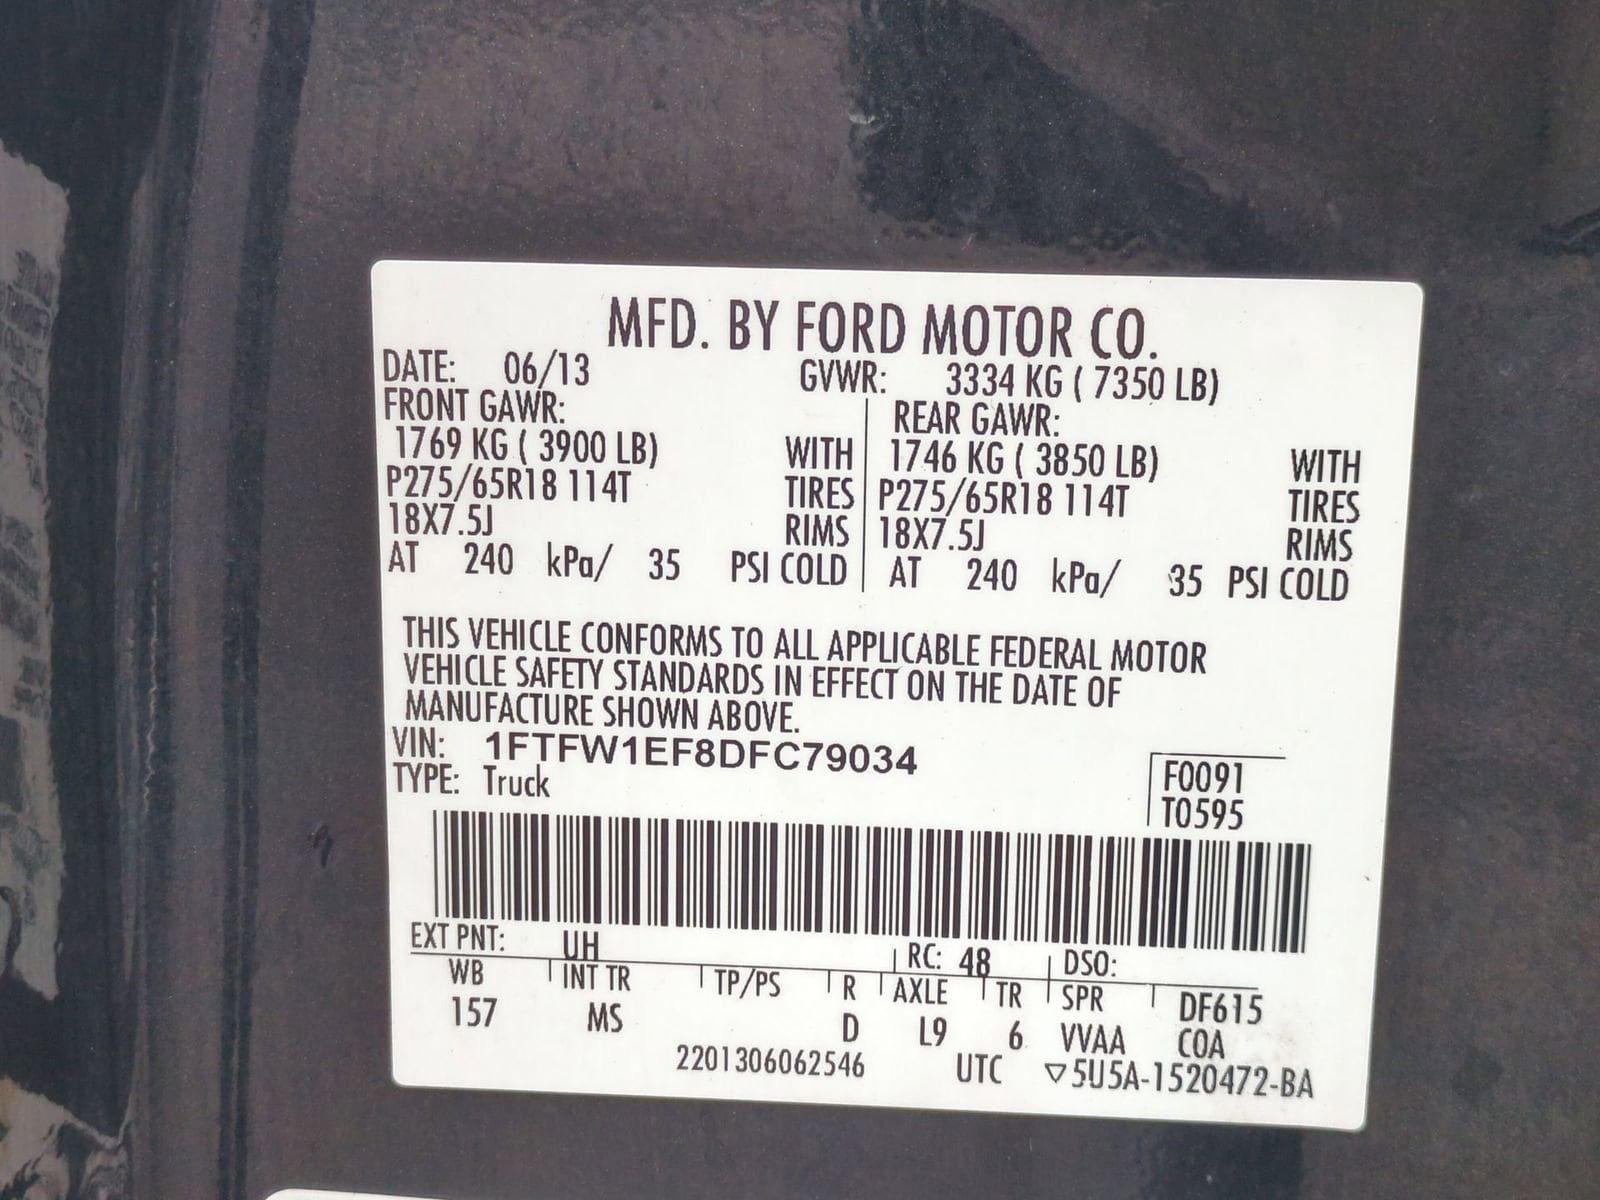 MFD. BY FORD MOTOR CO.
DATE: 06/13 GVWR: 3334 KG ( 7350 LB)
FRONT GAWR: REAR GAWR:
1769 KG ( 3900 LB) WITH 1746 KG ( 3850 LB) WITH
P275/65R18 114T TIRES P275/65R18 114T TIRES
18X7.5J RIMS 18X7.5J RIMS
AT 240 kPa/ 35 PSI COLD AT 240 kPa/ 35 PSI COLD
THIS VEHICLE CONFORMS TO ALL APPLICABLE FEDERAL MOTOR
VEHICLE SAFETY STANDARDS IN EFFECT ON THE DATE OF
MANUFACTURE SHOWN ABOVE.
VIN: 1FTFW1EF8DFC79034
TYPE: Truck F0091
T0595
EXT PNT: UH RC: 48 DSO:
WB INT TR TP/PS R AXLE TR SPR DF615
157 MS D L9 6 VVAA COA
2201306062546 UTC ▽5U5A-1520472-BA